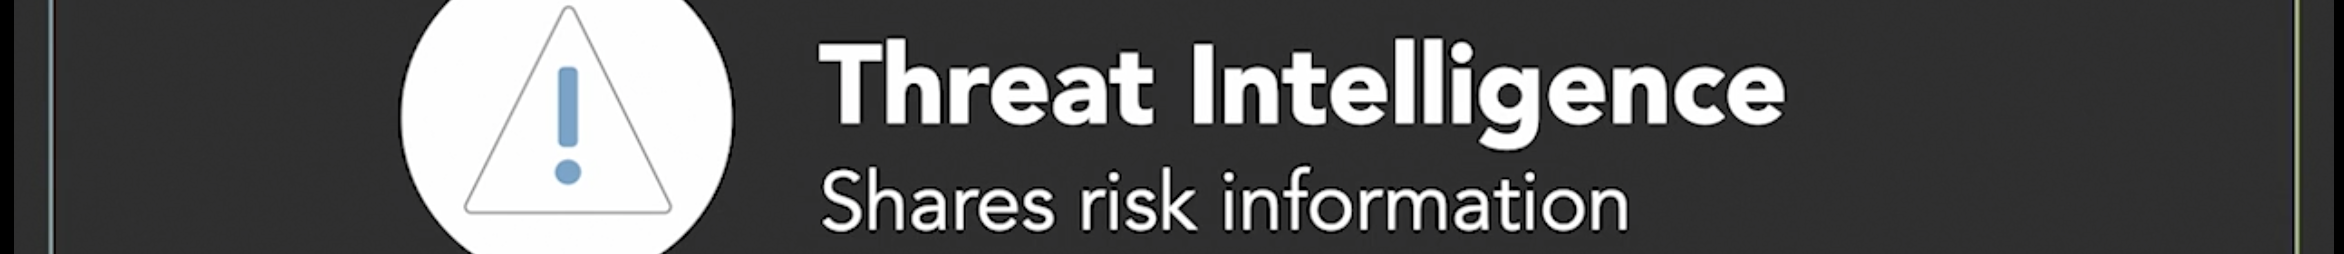 Threat Intelligence
Shares risk information